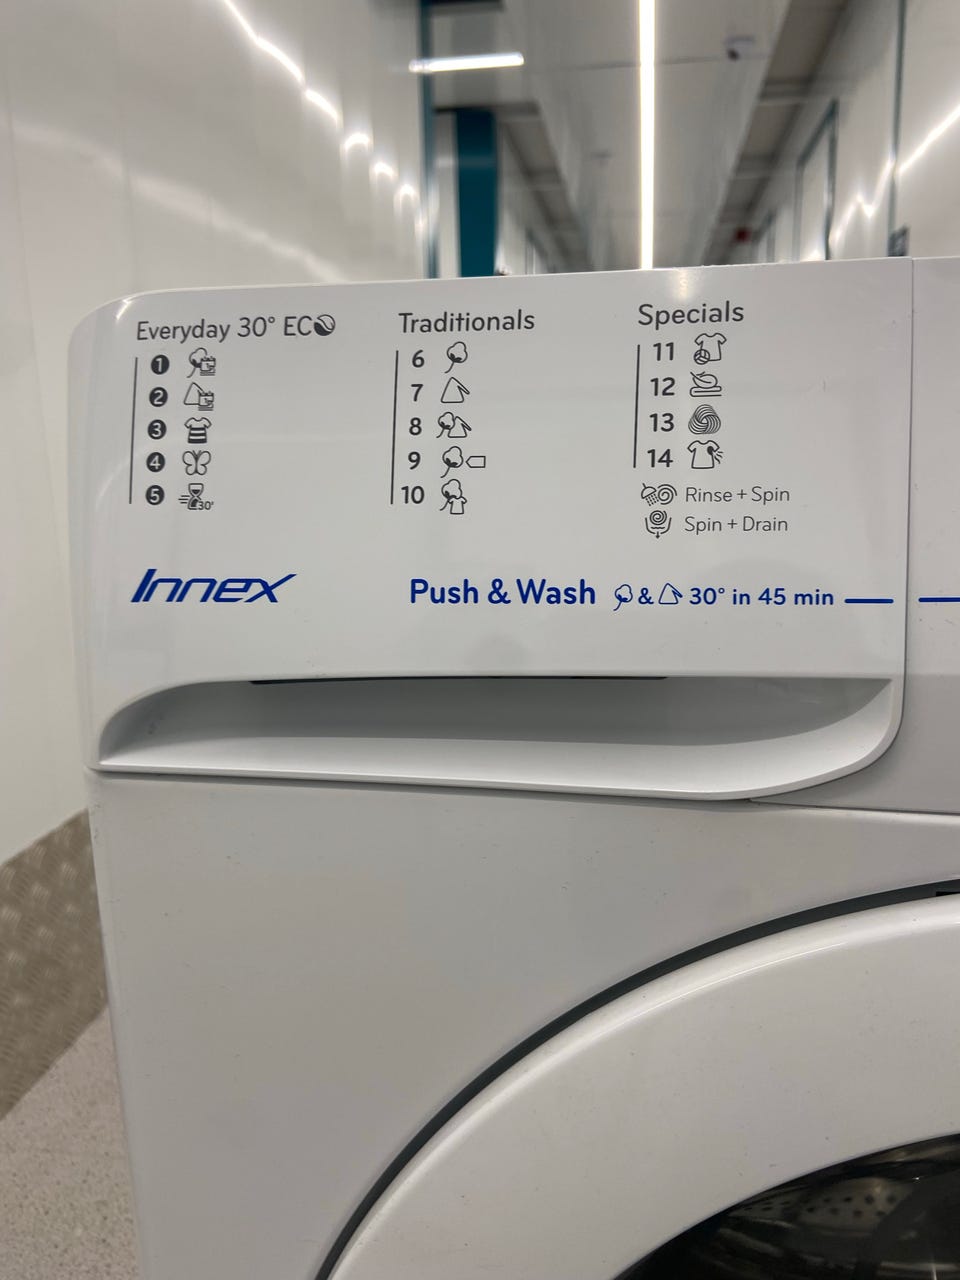 Everyday 30° ECO
1
2
3
4
5 30'
Traditionals
6
7
8
9
10
Specials
11
12
13
14
Rinse + Spin
Spin + Drain
Innex
Push & Wash & 30° in 45 min